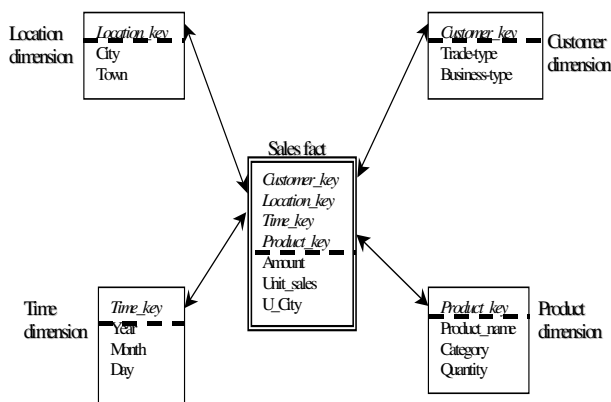 Location
dimension
Location_key
City
Town
Customer_key
Trade-type
Business-type
Customer
dimension
Sales fact
Customer_key
Location_key
Time_key
Product_key
Amount
Unit_sales
U_City
Time
dimension
Time_key
Year
Month
Day
Product_key
Product_name
Category
Quantity
Product
dimension